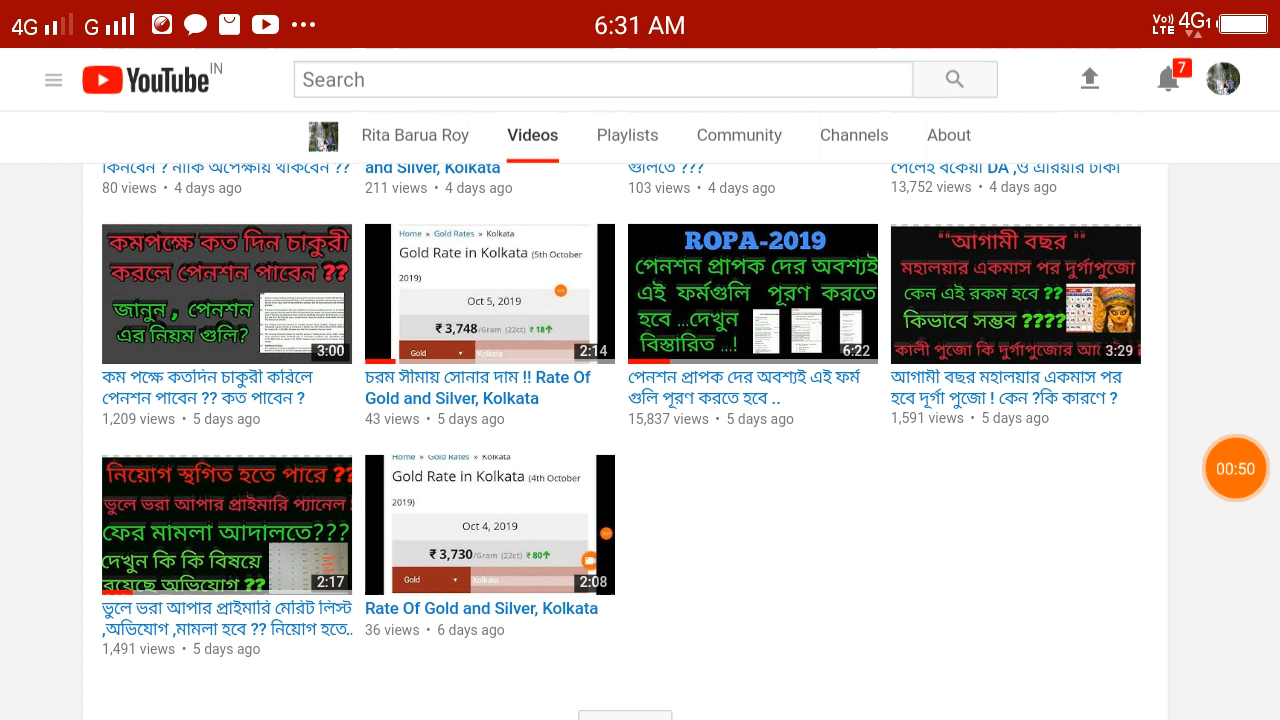 4G G 6:31 AM Vo)) LTE 4G1
YouTube IN Search 7
Rita Barua Roy Videos Playlists Community Channels About
কিনবেন ? নাকি অপেক্ষায় থাকবেন ??
80 views • 4 days ago
and Silver, Kolkata
211 views • 4 days ago
গুলিতে ???
103 views • 4 days ago
পেলেই বকেয়া DA ,ও এরিয়ার টাকা
13,752 views • 4 days ago
কমপক্ষে কত দিন চাকুরী
করলে পেনশন পাবেন ??
জানুন , পেনশন
এর নিয়ম গুলি?
3:00
কম পক্ষে কতদিন চাকুরী করিলে
পেনশন পাবেন ?? কত পাবেন ?
1,209 views • 5 days ago
Home » Gold Rates » Kolkata
Gold Rate in Kolkata (5th October
2019)
Oct 5, 2019
₹ 3,748/Gram (22ct) ₹ 18↑
Gold Kolkata
2:14
চরম সীমায় সোনার দাম !! Rate Of
Gold and Silver, Kolkata
43 views • 5 days ago
ROPA-2019
পেনশন প্রাপক দের অবশ্যই
এই ফর্মগুলি পূরণ করতে
হবে ...দেখুন
বিস্তারিত ...!
6:22
পেনশন প্রাপক দের অবশ্যই এই ফর্ম
গুলি পূরণ করতে হবে ..
15,837 views • 5 days ago
"আগামী বছর "
মহালয়ার একমাস পর দুর্গাপুজো
কেন এই রকম হবে ??
কিভাবে সম্ভব ????
কালী পুজো কি দুর্গাপুজোর আগে ?
3:29
আগামী বছর মহালয়ার একমাস পর
হবে দূর্গা পুজো ! কেন ?কি কারণে ?
1,591 views • 5 days ago
00:50
নিয়োগ স্থগিত হতে পারে ??
ভুলে ভরা আপার প্রাইমারি প্যানেল !
ফের মামলা আদালতে???
দেখুন কি কি বিষয়ে
রয়েছে অভিযোগ ??
2:17
ভুলে ভরা আপার প্রাইমারি মেরিট লিস্ট
,অভিযোগ ,মামলা হবে ?? নিয়োগ হতে..
1,491 views • 5 days ago
Home » Gold Rates » Kolkata
Gold Rate in Kolkata (4th October
2019)
Oct 4, 2019
₹ 3,730/Gram (22ct) ₹ 80↑
Gold Kolkata
2:08
Rate Of Gold and Silver, Kolkata
36 views • 6 days ago